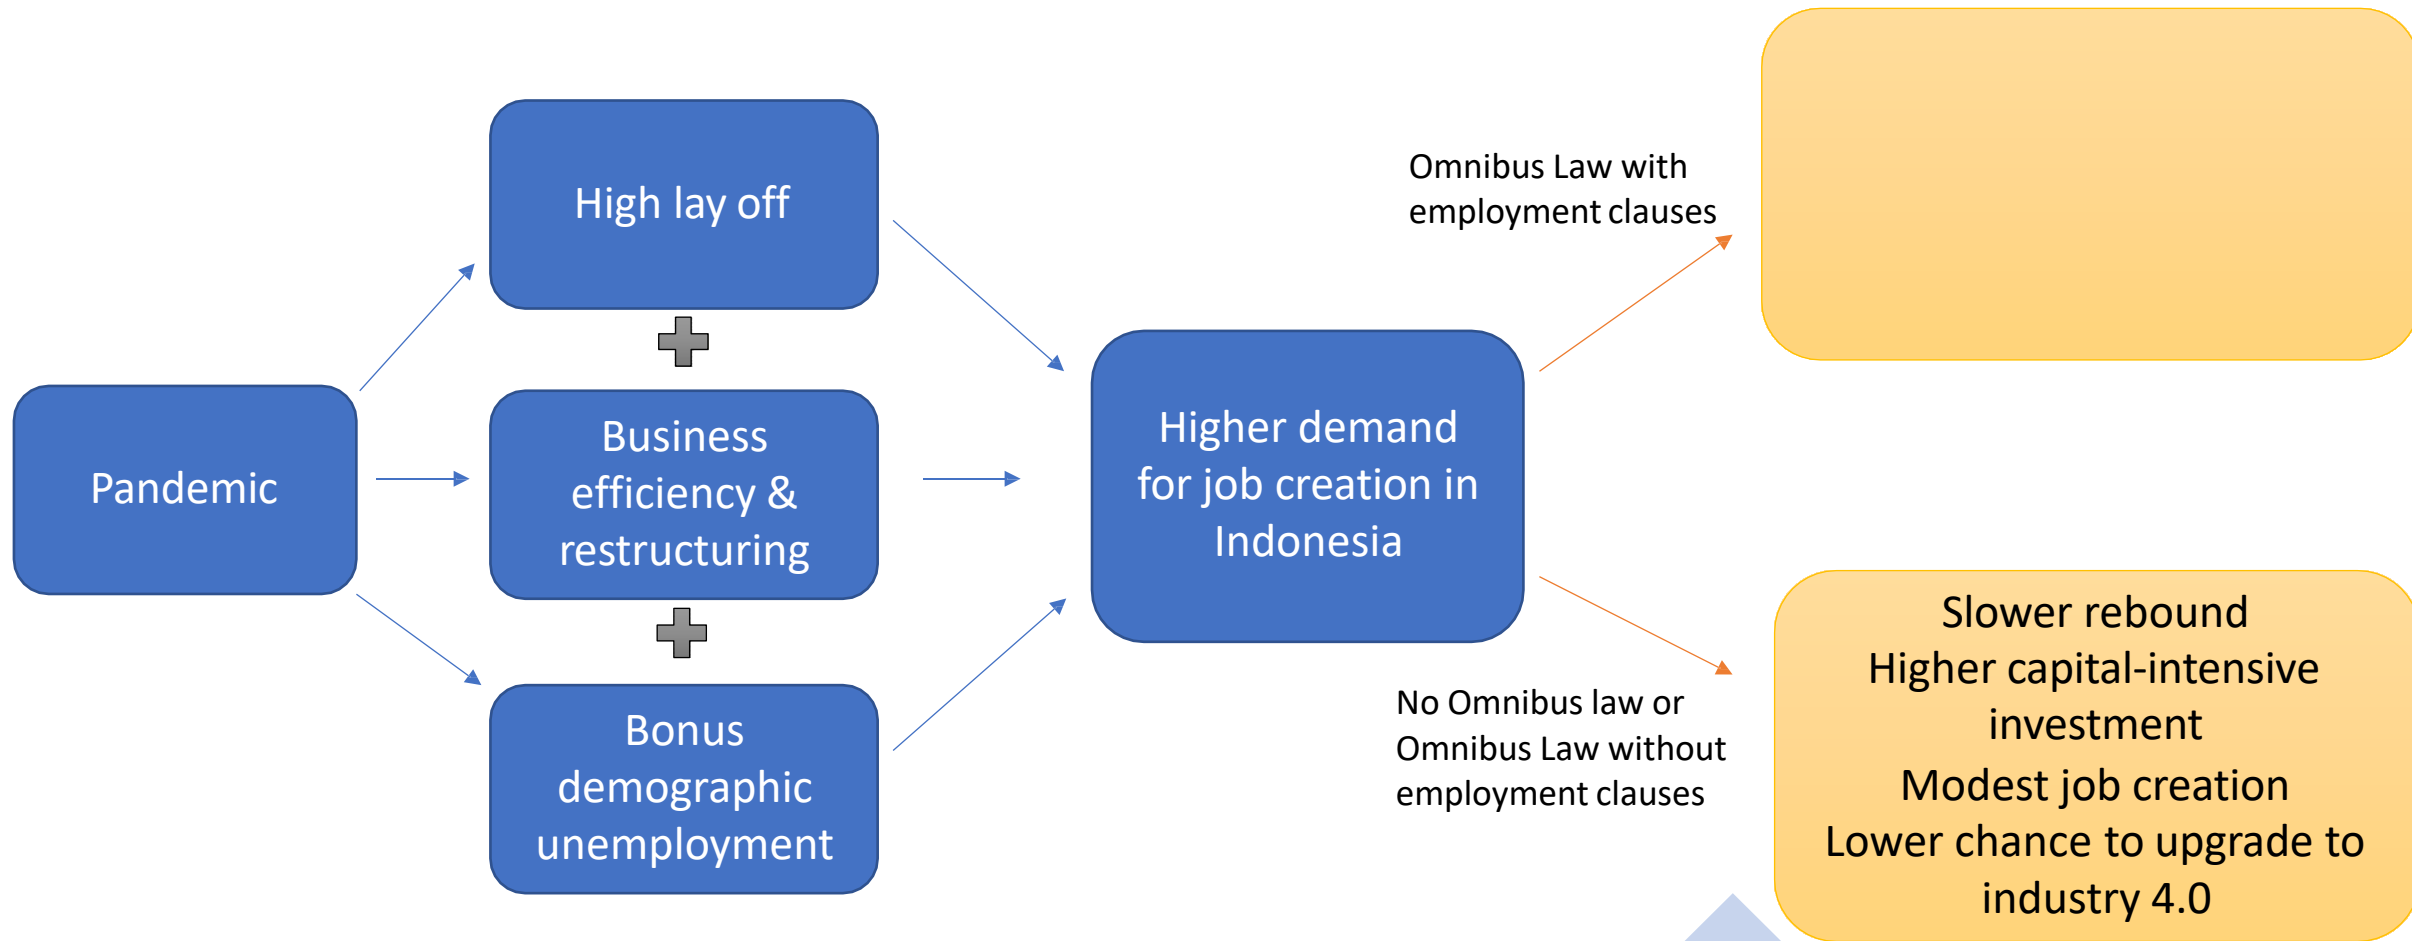 Pandemic
High lay off
Business
efficiency &
restructuring
Bonus
demographic
unemployment
Higher demand
for job creation in
Indonesia
Omnibus Law with
employment clauses
No Omnibus law or
Omnibus Law without
employment clauses
Slower rebound
Higher capital-intensive
investment
Modest job creation
Lower chance to upgrade to
industry 4.0